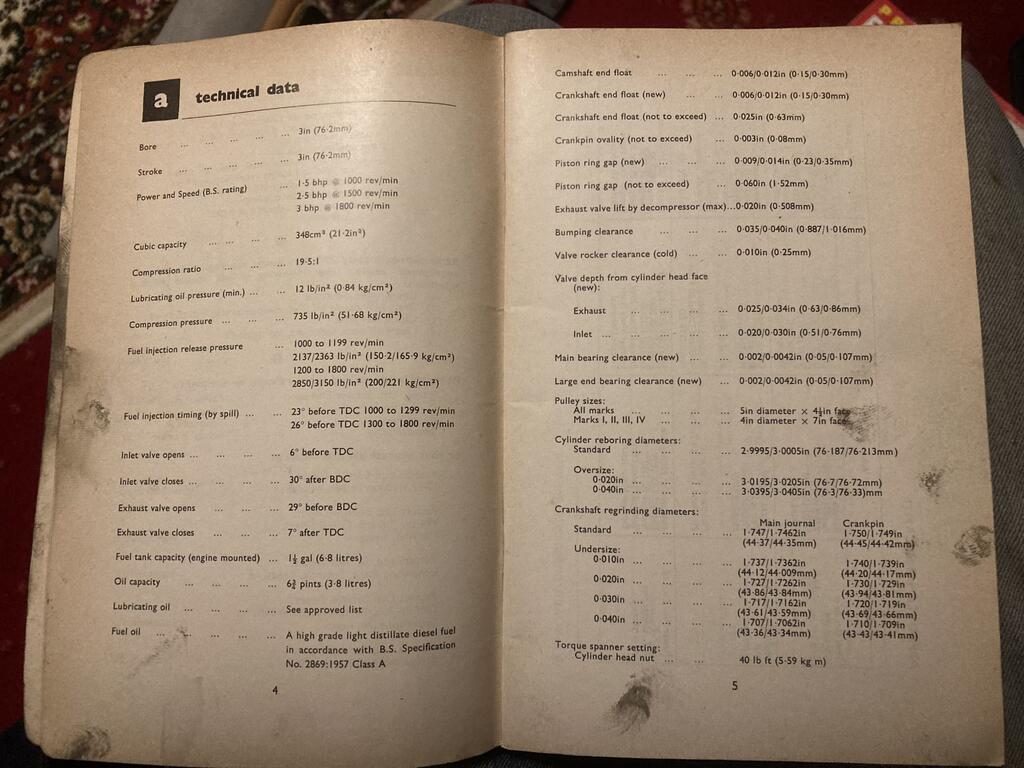 a technical data
Bore ... ... ... ... 3in (76·2mm)
Stroke ... ... ... ... 3in (76·2mm)
Power and Speed (B.S. rating) ... 1·5 bhp @ 1000 rev/min
2·5 bhp @ 1500 rev/min
3 bhp @ 1800 rev/min
Cubic capacity ... ... ... 348cm³ (21·2in³)
Compression ratio ... ... ... 19·5:1
Lubricating oil pressure (min.) ... ... 12 lb/in² (0·84 kg/cm²)
Compression pressure ... ... ... 735 lb/in² (51·68 kg/cm²)
Fuel injection release pressure ... 1000 to 1199 rev/min
2137/2363 lb/in² (150·2/165·9 kg/cm²)
1200 to 1800 rev/min
2850/3150 lb/in² (200/221 kg/cm²)
Fuel injection timing (by spill) ... ... 23° before TDC 1000 to 1299 rev/min
26° before TDC 1300 to 1800 rev/min
Inlet valve opens ... ... ... ... 6° before TDC
Inlet valve closes ... ... ... ... 30° after BDC
Exhaust valve opens ... ... ... 29° before BDC
Exhaust valve closes ... ... ... 7° after TDC
Fuel tank capacity (engine mounted) ... 1½ gal (6·8 litres)
Oil capacity ... ... ... ... 6¾ pints (3·8 litres)
Lubricating oil ... ... ... ... See approved list
Fuel oil ... ... ... ... A high grade light distillate diesel fuel
in accordance with B.S. Specification
No. 2869:1957 Class A
4
Camshaft end float ... ... ... 0·006/0·012in (0·15/0·30mm)
Crankshaft end float (new) ... ... 0·006/0·012in (0·15/0·30mm)
Crankshaft end float (not to exceed) ... 0·025in (0·63mm)
Crankpin ovality (not to exceed) ... 0·003in (0·08mm)
Piston ring gap (new) ... ... ... 0·009/0·014in (0·23/0·35mm)
Piston ring gap (not to exceed) ... 0·060in (1·52mm)
Exhaust valve lift by decompressor (max)...0·020in (0·508mm)
Bumping clearance ... ... ... 0·035/0·040in (0·887/1·016mm)
Valve rocker clearance (cold) ... ... 0·010in (0·25mm)
Valve depth from cylinder head face
(new):
Exhaust ... ... ... 0·025/0·034in (0·63/0·86mm)
Inlet ... ... ... ... 0·020/0·030in (0·51/0·76mm)
Main bearing clearance (new) ... ... 0·002/0·0042in (0·05/0·107mm)
Large end bearing clearance (new) ... 0·002/0·0042in (0·05/0·107mm)
Pulley sizes:
All marks ... ... ... 5in diameter × 4½in face
Marks I, II, III, IV ... ... 4in diameter × 7in face
Cylinder reboring diameters:
Standard ... ... ... 2·9995/3·0005in (76·187/76·213mm)
Oversize:
0·020in ... ... ... ... 3·0195/3·0205in (76·7/76·72mm)
0·040in ... ... ... ... 3·0395/3·0405in (76·3/76·33)mm
Crankshaft regrinding diameters:
Main journal Crankpin
Standard ... ... ... 1·747/1·7462in 1·750/1·749in
(44·37/44·35mm) (44·45/44·42mm)
Undersize:
0·010in ... ... ... ... 1·737/1·7362in 1·740/1·739in
(44·12/44·009mm) (44·20/44·17mm)
0·020in ... ... ... ... 1·727/1·7262in 1·730/1·729in
(43·86/43·84mm) (43·94/43·81mm)
0·030in ... ... ... ... 1·717/1·7162in 1·720/1·719in
(43·61/43·59mm) (43·69/43·66mm)
0·040in ... ... ... ... 1·707/1·7062in 1·710/1·709in
(43·36/43·34mm) (43·43/43·41mm)
Torque spanner setting:
Cylinder head nut ... ... 40 lb ft (5·59 kg m)
5